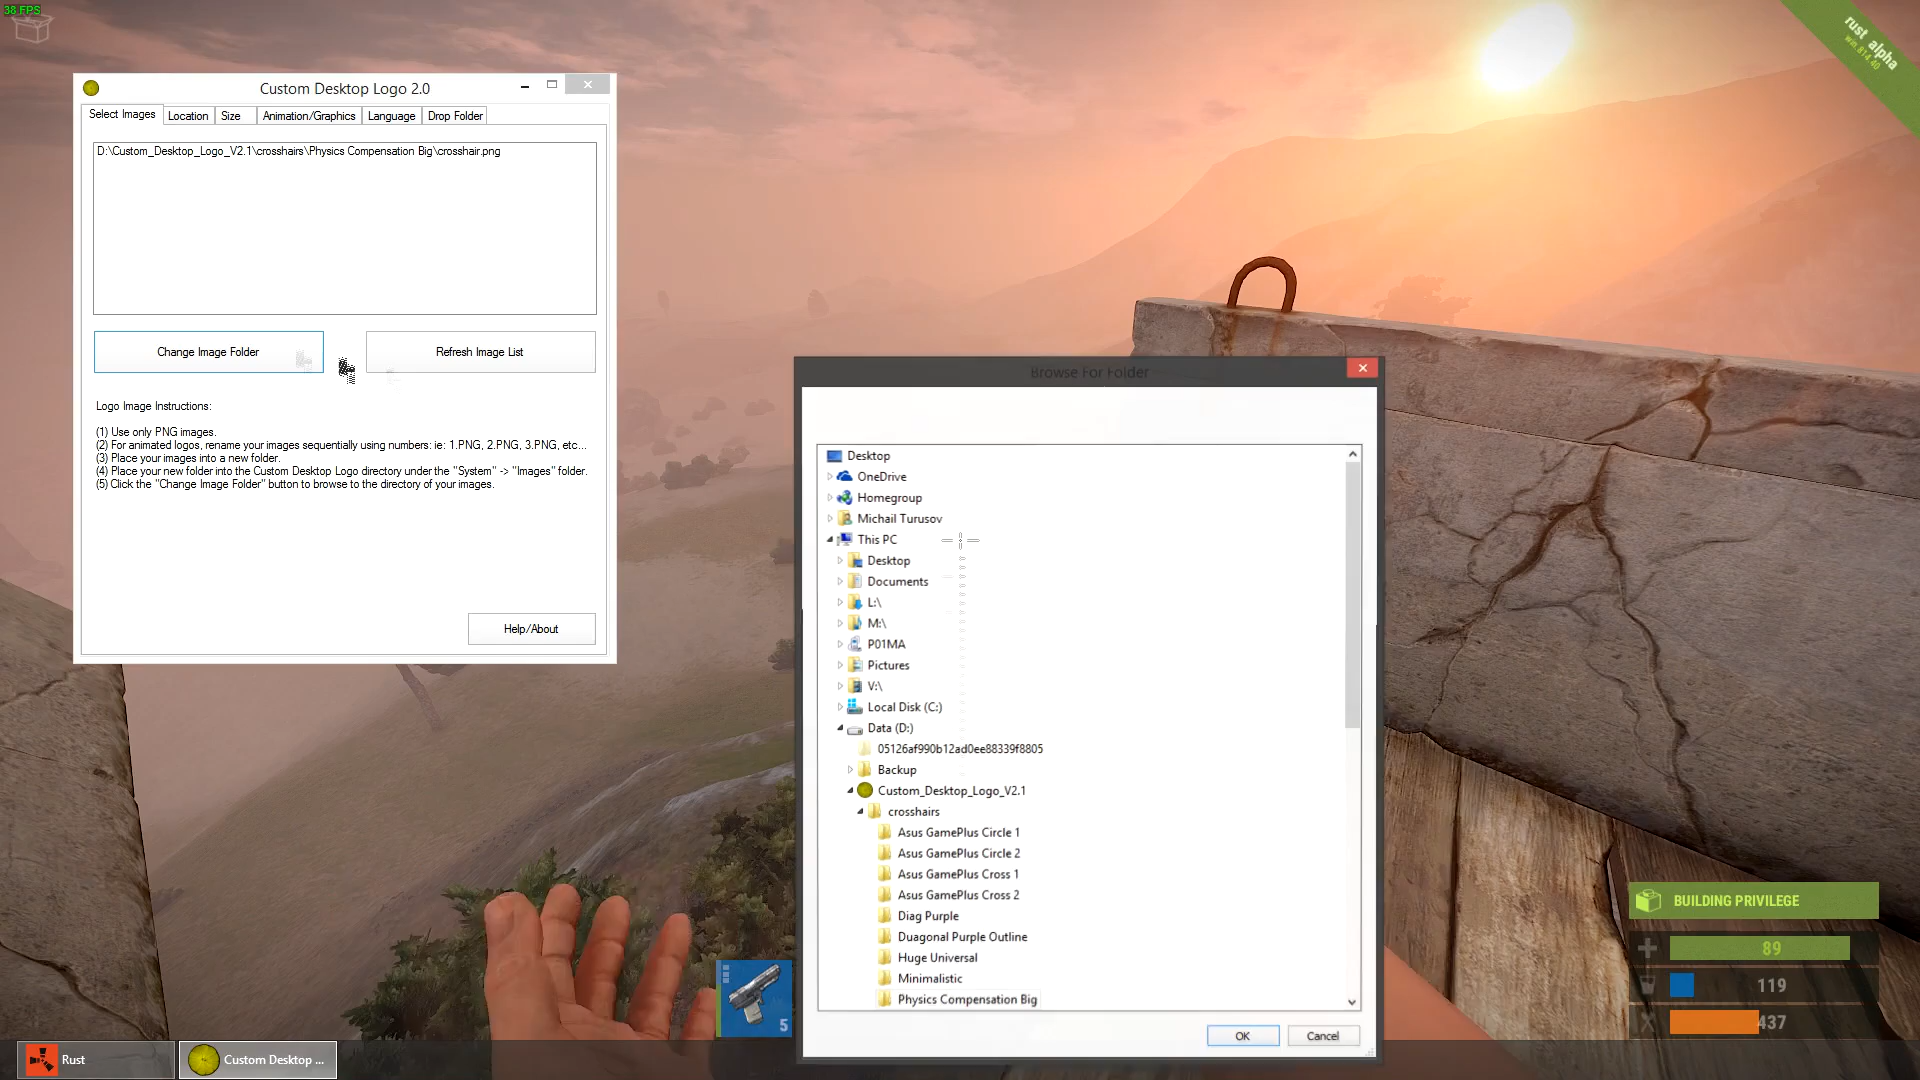 38 FPS
rust alpha
Custom Desktop Logo 2.0
Select Images
Location
Size
Animation/Graphics
Language
Drop Folder
D:\Custom_Desktop_Logo_V2.1\crosshairs\Physics Compensation Big\crosshair.png
Change Image Folder
Refresh Image List
Logo Image Instructions:
(1) Use only PNG images.
(2) For animated logos, rename your images sequentially using numbers: ie: 1.PNG, 2.PNG, 3.PNG, etc...
(3) Place your images into a new folder.
(4) Place your new folder into the Custom Desktop Logo directory under the "System" -> "Images" folder.
(5) Click the "Change Image Folder" button to browse to the directory of your images.
Help/About
Browse For Folder
Desktop
OneDrive
Homegroup
Michail Turusov
This PC
Desktop
Documents
L:\
M:\
P01MA
Pictures
V:\
Local Disk (C:)
Data (D:)
05126af990b12ad0ee88339f8805
Backup
Custom_Desktop_Logo_V2.1
crosshairs
Asus GamePlus Circle 1
Asus GamePlus Circle 2
Asus GamePlus Cross 1
Asus GamePlus Cross 2
Diag Purple
Duagonal Purple Outline
Huge Universal
Minimalistic
Physics Compensation Big
OK
Cancel
BUILDING PRIVILEGE
89
119
437
5
Rust
Custom Desktop ...